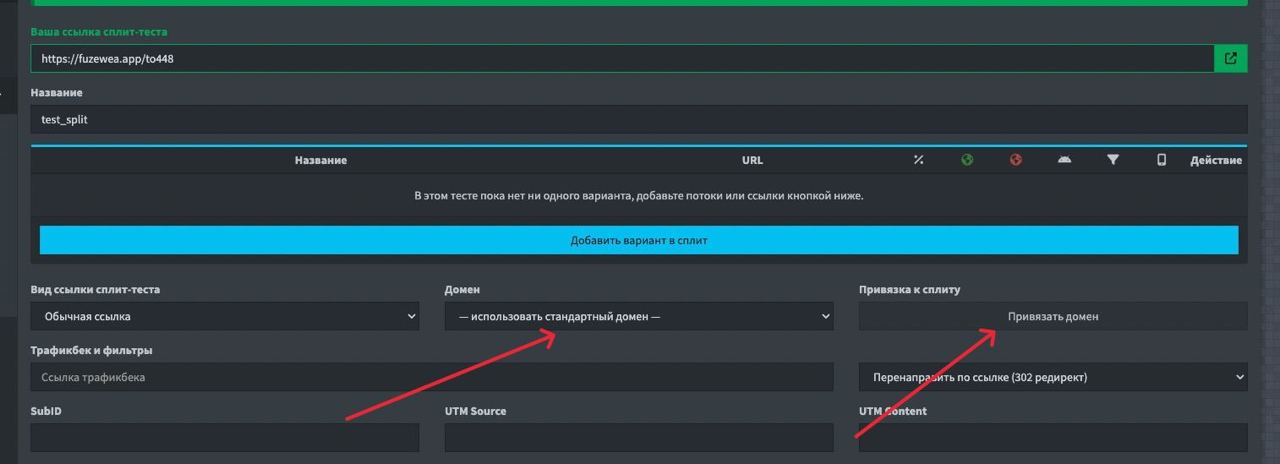 Ваша ссылка сплит-теста
https://fuzewea.app/to448
Название
test_split
Название URL Действие
В этом тесте пока нет ни одного варианта, добавьте потоки или ссылки кнопкой ниже.
Добавить вариант в сплит
Вид ссылки сплит-теста Домен Привязка к сплиту
Обычная ссылка — использовать стандартный домен — Привязать домен
Трафикбек и фильтры
Ссылка трафикбека Перенаправить по ссылке (302 редирект)
SubID UTM Source UTM Content